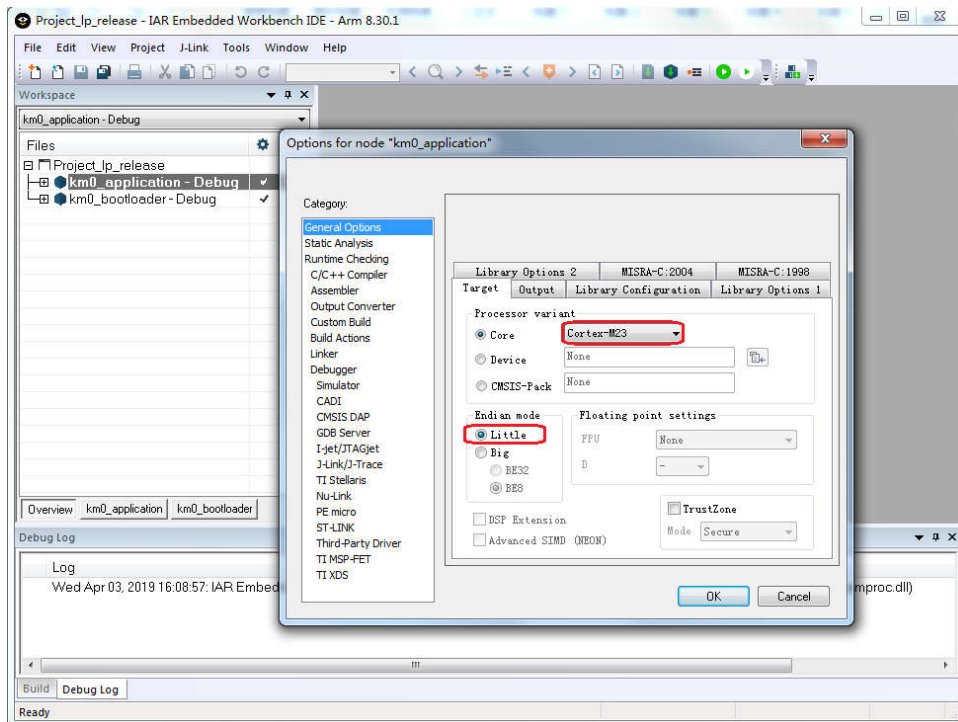 Project_lp_release - IAR Embedded Workbench IDE - Arm 8.30.1
File Edit View Project J-Link Tools Window Help
Workspace
km0_application - Debug
Files
Project_lp_release
km0_application - Debug
km0_bootloader - Debug
Overview km0_application km0_bootloader
Options for node "km0_application"
Category:
General Options
Static Analysis
Runtime Checking
C/C++ Compiler
Assembler
Output Converter
Custom Build
Build Actions
Linker
Debugger
Simulator
CADI
CMSIS DAP
GDB Server
I-jet/JTAGjet
J-Link/J-Trace
TI Stellaris
Nu-Link
PE micro
ST-LINK
Third-Party Driver
TI MSP-FET
TI XDS
Library Options 2 MISRA-C:2004 MISRA-C:1998
Target Output Library Configuration Library Options 1
Processor variant
Core Cortex-M23
Device None
CMSIS-Pack None
Endian mode
Little
Big
BE32
BE8
Floating point settings
FPU None
D -
DSP Extension
Advanced SIMD (NEON)
TrustZone
Mode Secure
OK Cancel
Debug Log
Log
Wed Apr 03, 2019 16:08:57: IAR Embed mproc.dll)
Build Debug Log
Ready